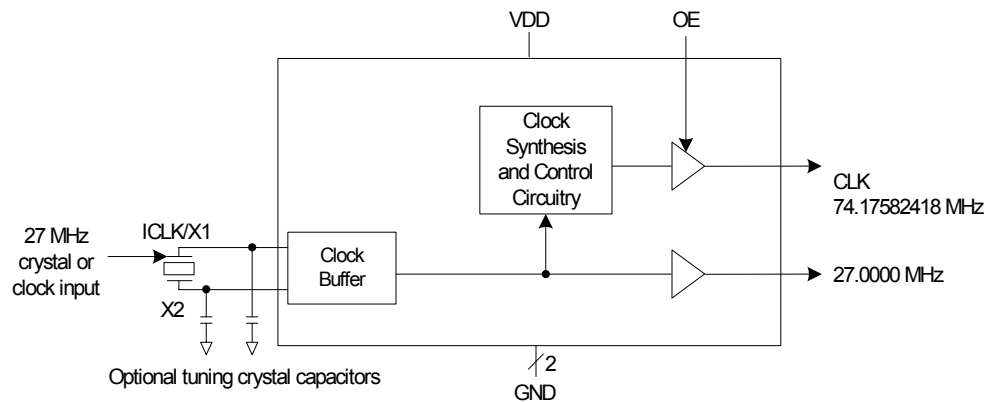 VDD
OE
Clock
Synthesis
and Control
Circuitry
CLK
74.17582418 MHz
27 MHz
crystal or
clock input
ICLK/X1
Clock
Buffer
27.0000 MHz
X2
Optional tuning crystal capacitors
2
GND